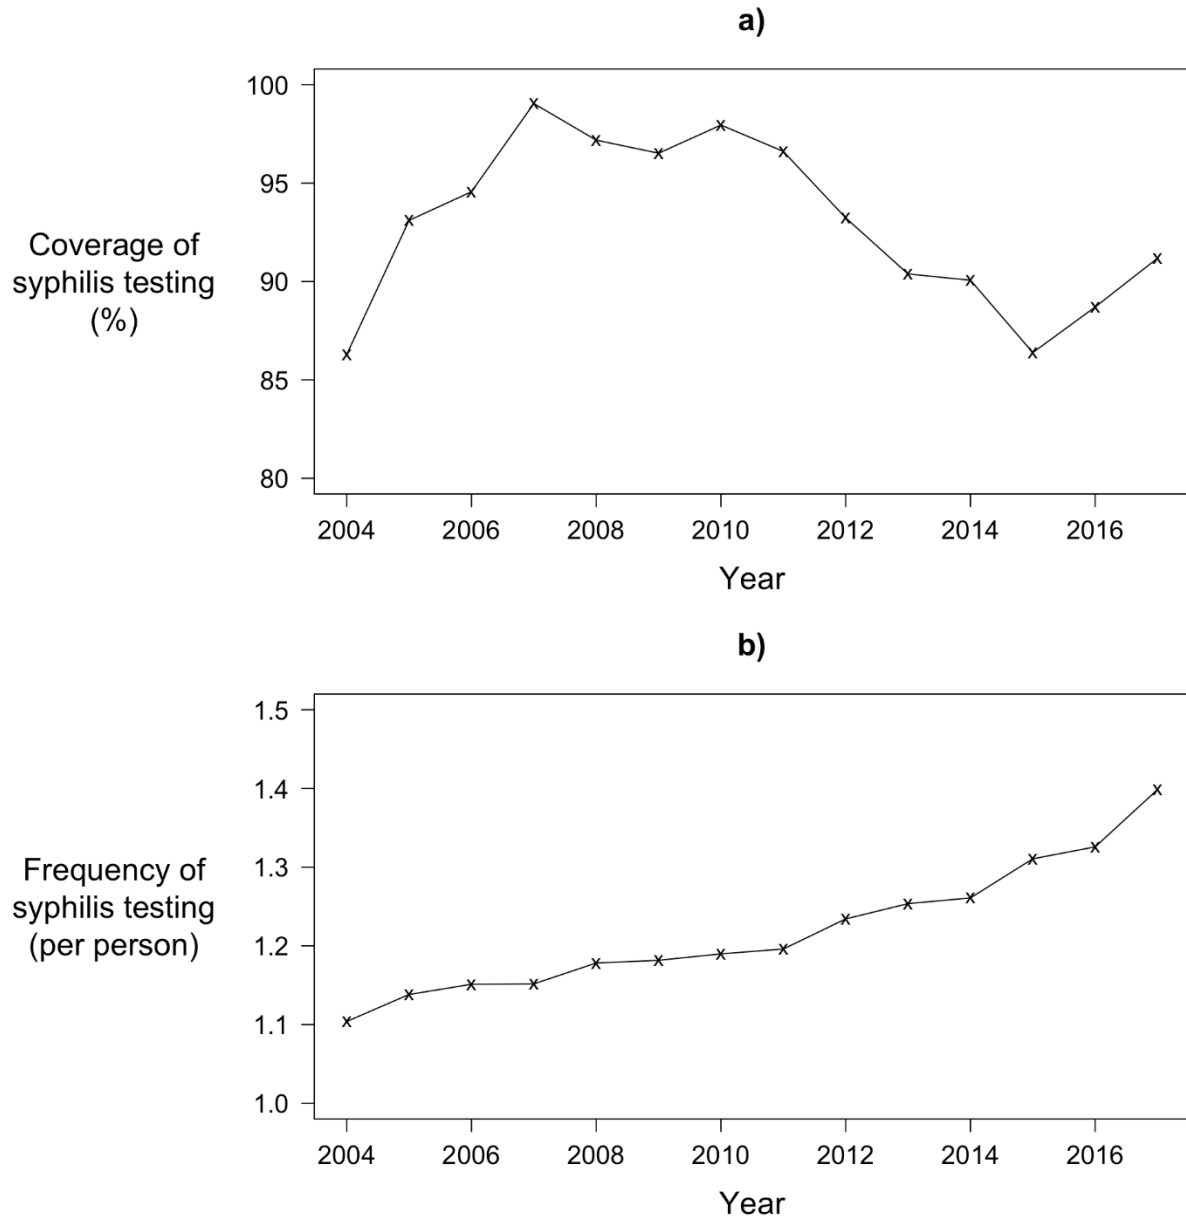 a)
100
95
90
85
80
Coverage of
syphilis testing
(%)
2004 2006 2008 2010 2012 2014 2016
Year
b)
1.5
1.4
1.3
1.2
1.1
1.0
Frequency of
syphilis testing
(per person)
2004 2006 2008 2010 2012 2014 2016
Year